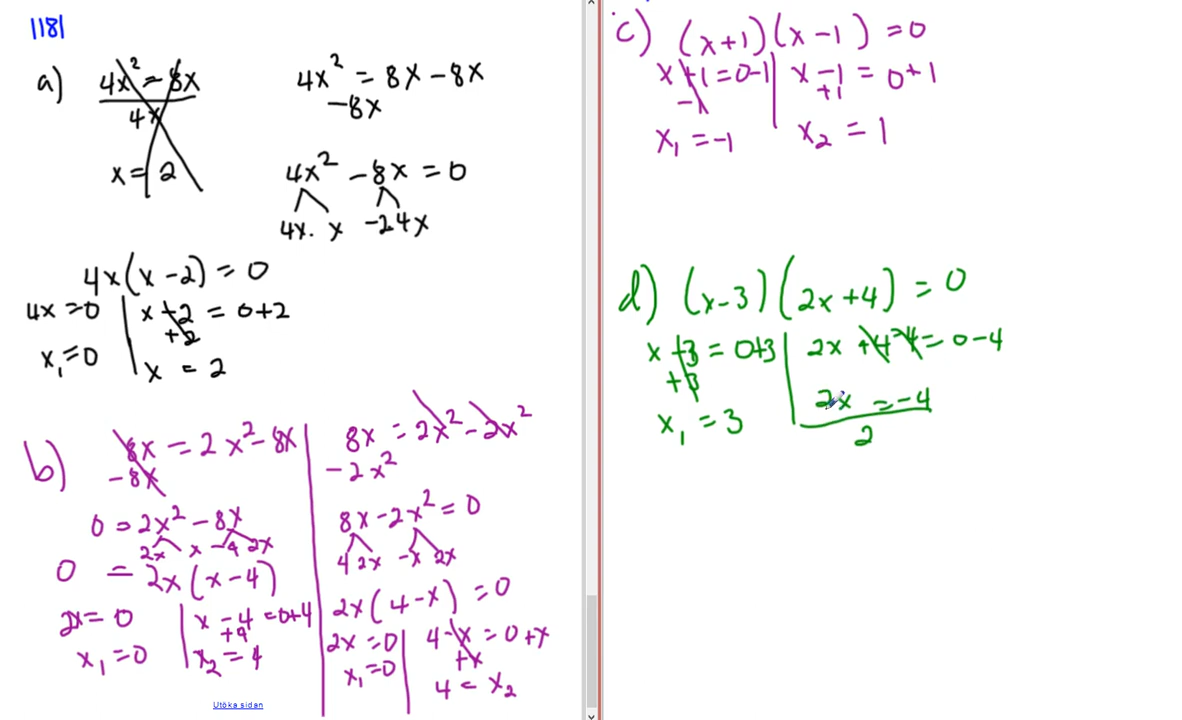 1181
a) 4x² = 8x
4x
x = 2
4x² = 8x - 8x
-8x
4x² - 8x = 0
4x · x -2 4x
4x(x - 2) = 0
4x = 0 | x - 2 = 0 + 2
+2
x₁ = 0 | x = 2
b) 8x = 2x² - 8x
-8x
0 = 2x² - 8x
2x x -4 2x
0 = 2x(x - 4)
2x = 0 | x - 4 = 0 + 4
+4
x₁ = 0 | x₂ = 4
8x = 2x² - 2x²
-2x²
8x - 2x² = 0
4 2x -x 2x
2x(4 - x) = 0
2x = 0 | 4 - x = 0 + x
+x
x₁ = 0 | 4 = x₂
Utöka sidan
c) (x+1)(x-1) = 0
x + 1 = 0 - 1 | x - 1 = 0 + 1
-1 +1
x₁ = -1 x₂ = 1
d) (x-3)(2x+4) = 0
x - 3 = 0 + 3 | 2x + 4 - 4 = 0 - 4
+3
x₁ = 3 | 2x = -4
2